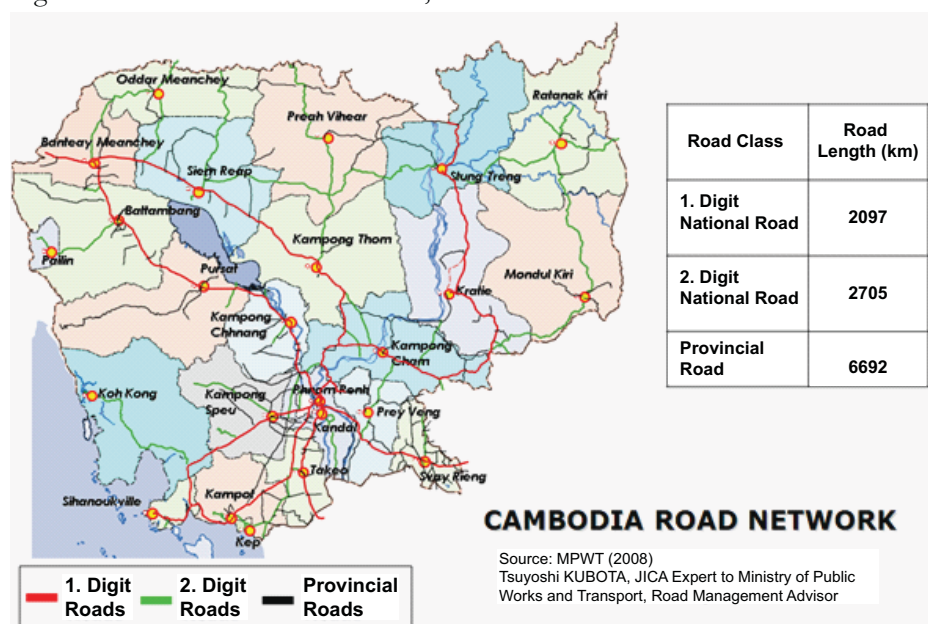 Oddar Meanchey
Ratanak Kiri
Preah Vihear
Banteay Meanchey
Siem Reap
Stung Treng
Battambang
Kampong Thom
Pailin
Pursat
Mondul Kiri
Kratie
Kampong
Chhnang
Kampong
Cham
Koh Kong
Kampong
Speu
Phnom Penh
Prey Veng
Kandal
Takeo
Svay Rieng
Sihanoukville
Kampot
Kep
Road Class
Road
Length (km)
1. Digit
National Road
2097
2. Digit
National Road
2705
Provincial
Road
6692
CAMBODIA ROAD NETWORK
Source: MPWT (2008)
Tsuyoshi KUBOTA, JICA Expert to Ministry of Public
Works and Transport, Road Management Advisor
1. Digit
Roads
2. Digit
Roads
Provincial
Roads